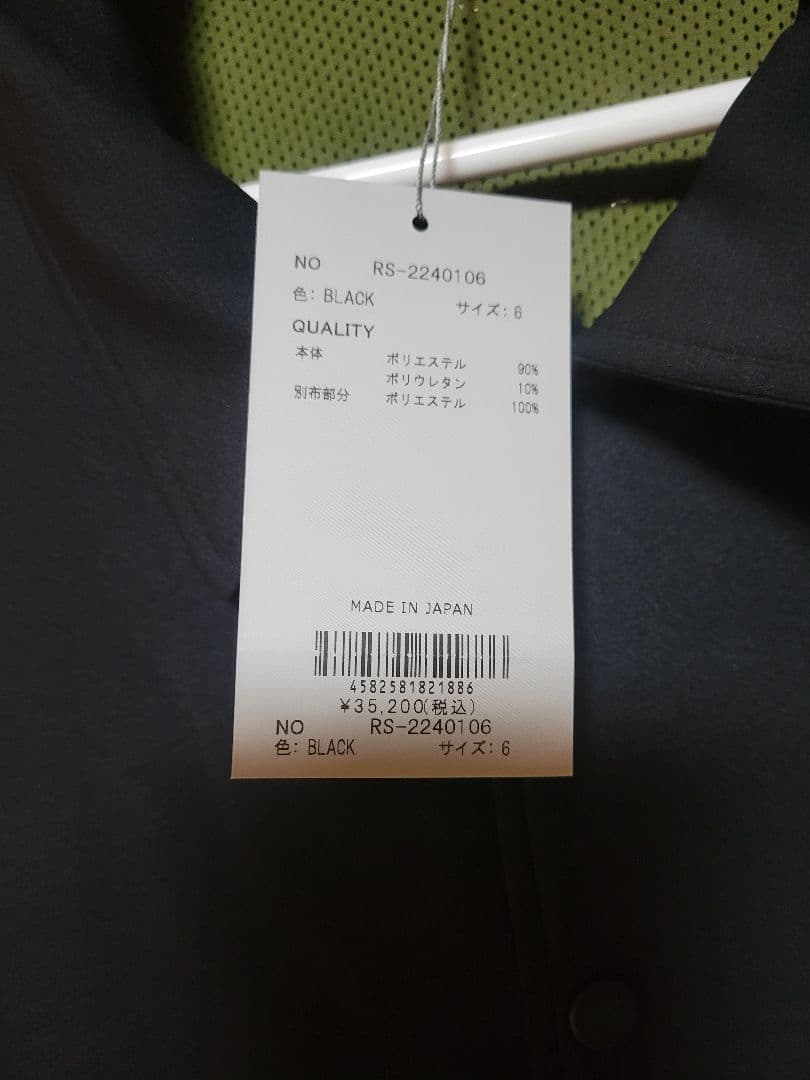 NO RS-2240106
色: BLACK サイズ: 6
QUALITY
本体 ポリエステル 90%
ポリウレタン 10%
別布部分 ポリエステル 100%
MADE IN JAPAN
4582581821886
¥35,200(税込)
NO RS-2240106
色: BLACK サイズ: 6